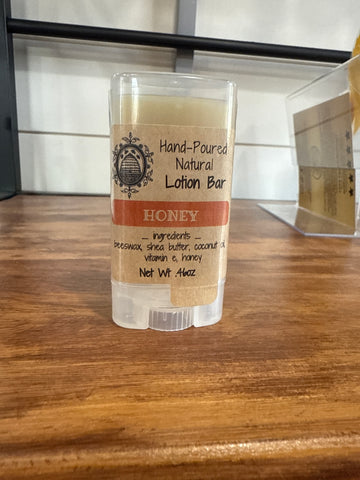 Hand-Poured
Natural
Lotion Bar
HONEY
_ ingredients _
beeswax, shea butter, coconut oil,
vitamin e, honey
Net Wt .46oz